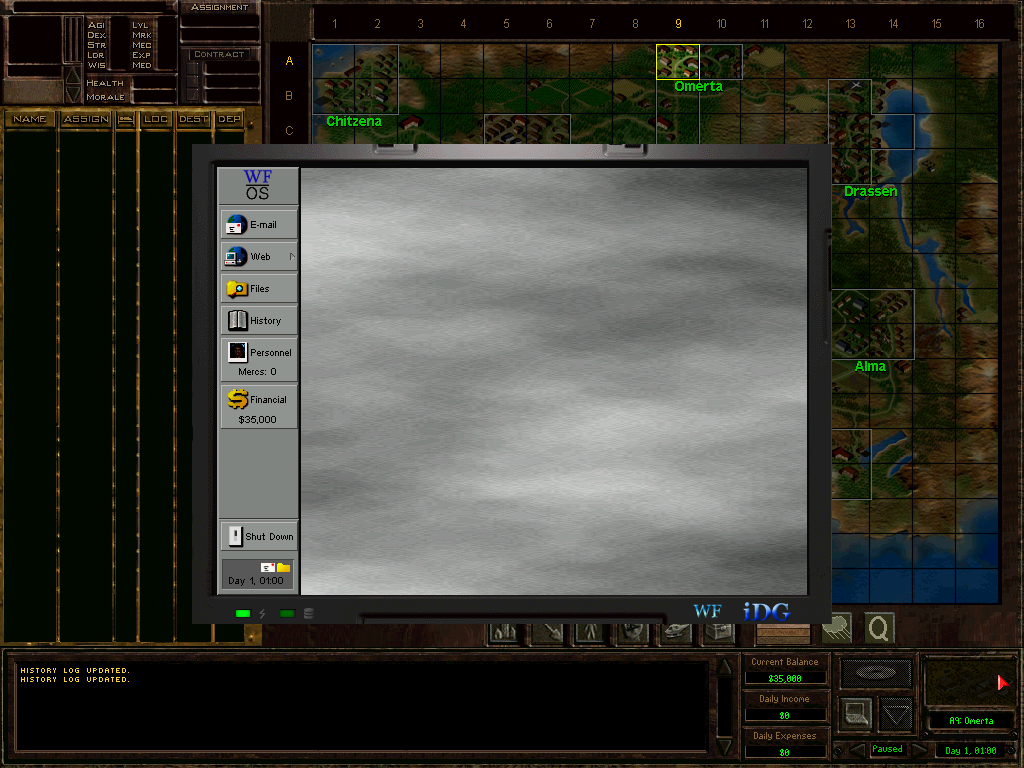 ASSIGNMENT
AGI LVL
DEX MRK
STR MEC
LDR EXP
WIS MED
CONTRACT
HEALTH
MORALE
NAME ASSIGN LOC DEST DEP
1 2 3 4 5 6 7 8 9 10 11 12 13 14 15 16
A
B
C
Omerta
Chitzena
Drassen
Alma
WF
OS
E-mail
Web
Files
History
Personnel
Mercs: 0
Financial
$35,000
Shut Down
Day 1, 01:00
WF iDG
Q
HISTORY LOG UPDATED.
HISTORY LOG UPDATED.
Current Balance
$35,000
Daily Income
$0
Daily Expenses
$0
A9: Omerta
Paused
Day 1, 01:00